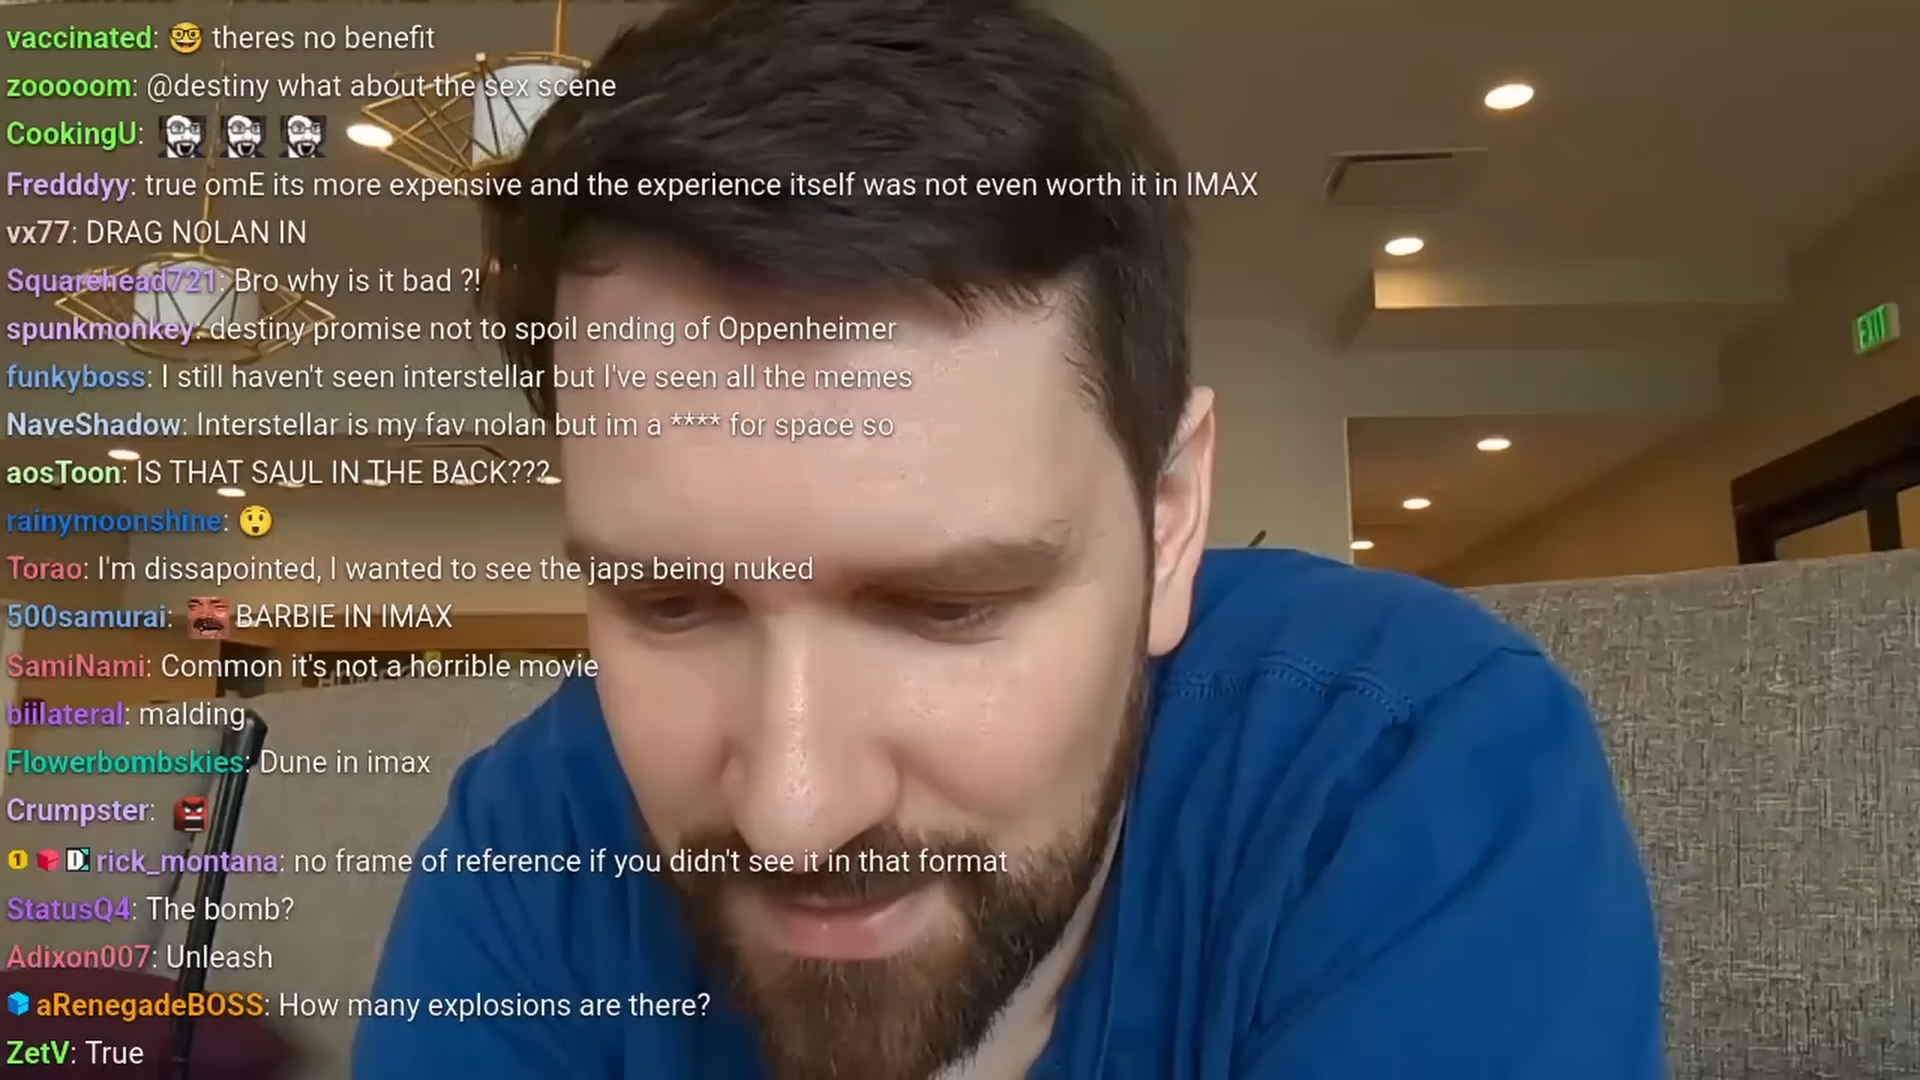 vaccinated: 🤓 theres no benefit
zooooom: @destiny what about the sex scene
CookingU:
Fredddyy: true omE its more expensive and the experience itself was not even worth it in IMAX
vx77: DRAG NOLAN IN
Squarehead721: Bro why is it bad ?!
spunkmonkey: destiny promise not to spoil ending of Oppenheimer
funkyboss: I still haven't seen interstellar but I've seen all the memes
NaveShadow: Interstellar is my fav nolan but im a **** for space so
aosToon: IS THAT SAUL IN THE BACK???
rainymoonshine: 😲
Torao: I'm dissapointed, I wanted to see the japs being nuked
500samurai: BARBIE IN IMAX
SamiNami: Common it's not a horrible movie
biilateral: malding
Flowerbombskies: Dune in imax
Crumpster:
1 D rick_montana: no frame of reference if you didn't see it in that format
StatusQ4: The bomb?
Adixon007: Unleash
aRenegadeBOSS: How many explosions are there?
ZetV: True
EXIT